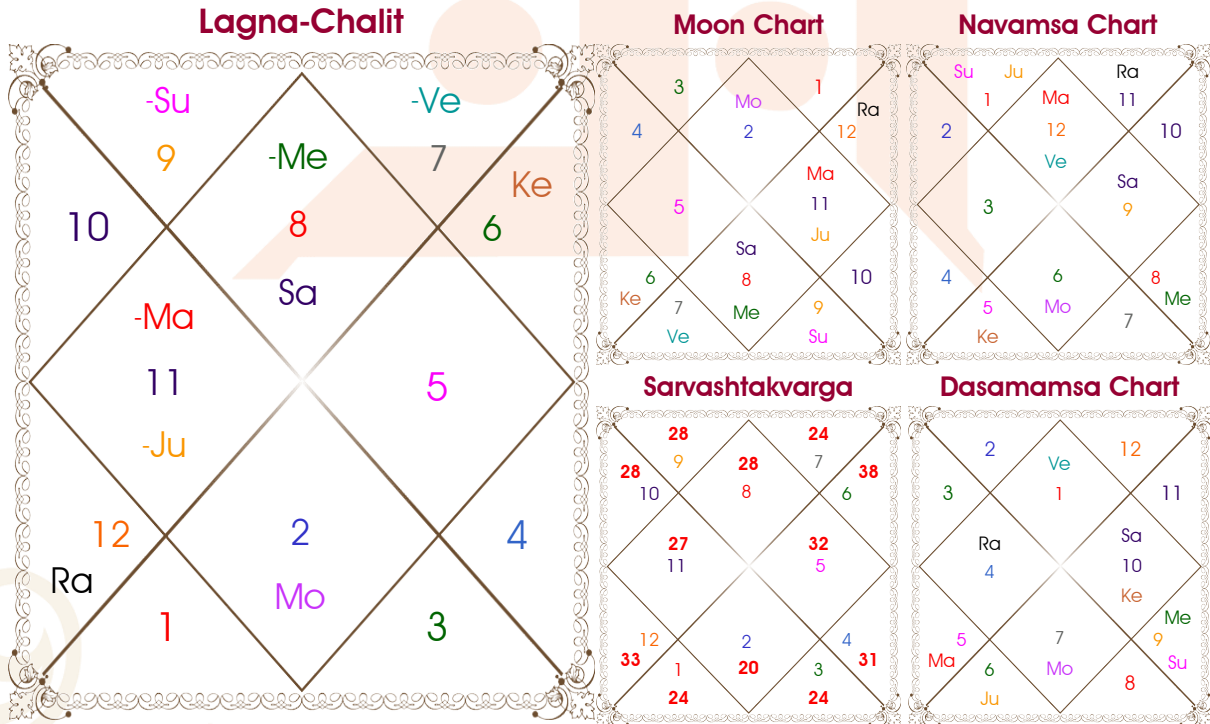 Lagna-Chalit
-Su
-Ve
9
-Me
7
Ke
10
8
6
Sa
-Ma
11
5
-Ju
12
2
4
Ra
Mo
1
3
Moon Chart
3
1
Mo
Ra
4
2
12
Ma
5
11
Ju
Sa
6
8
10
Ke
7
Me
9
Ve
Su
Navamsa Chart
Su Ju
Ra
1
Ma
11
2
12
10
Ve
Sa
3
9
4
6
8
5
Mo
Me
Ke
7
Sarvashtakvarga
28
24
9
28
7
28
38
10
8
6
27
32
11
5
12
2
4
33
1
20
3
31
24
24
Dasamamsa Chart
2
12
Ve
3
1
11
Ra
Sa
4
10
Ke
Me
5
7
9
Ma
6
Mo
Su
Ju
8